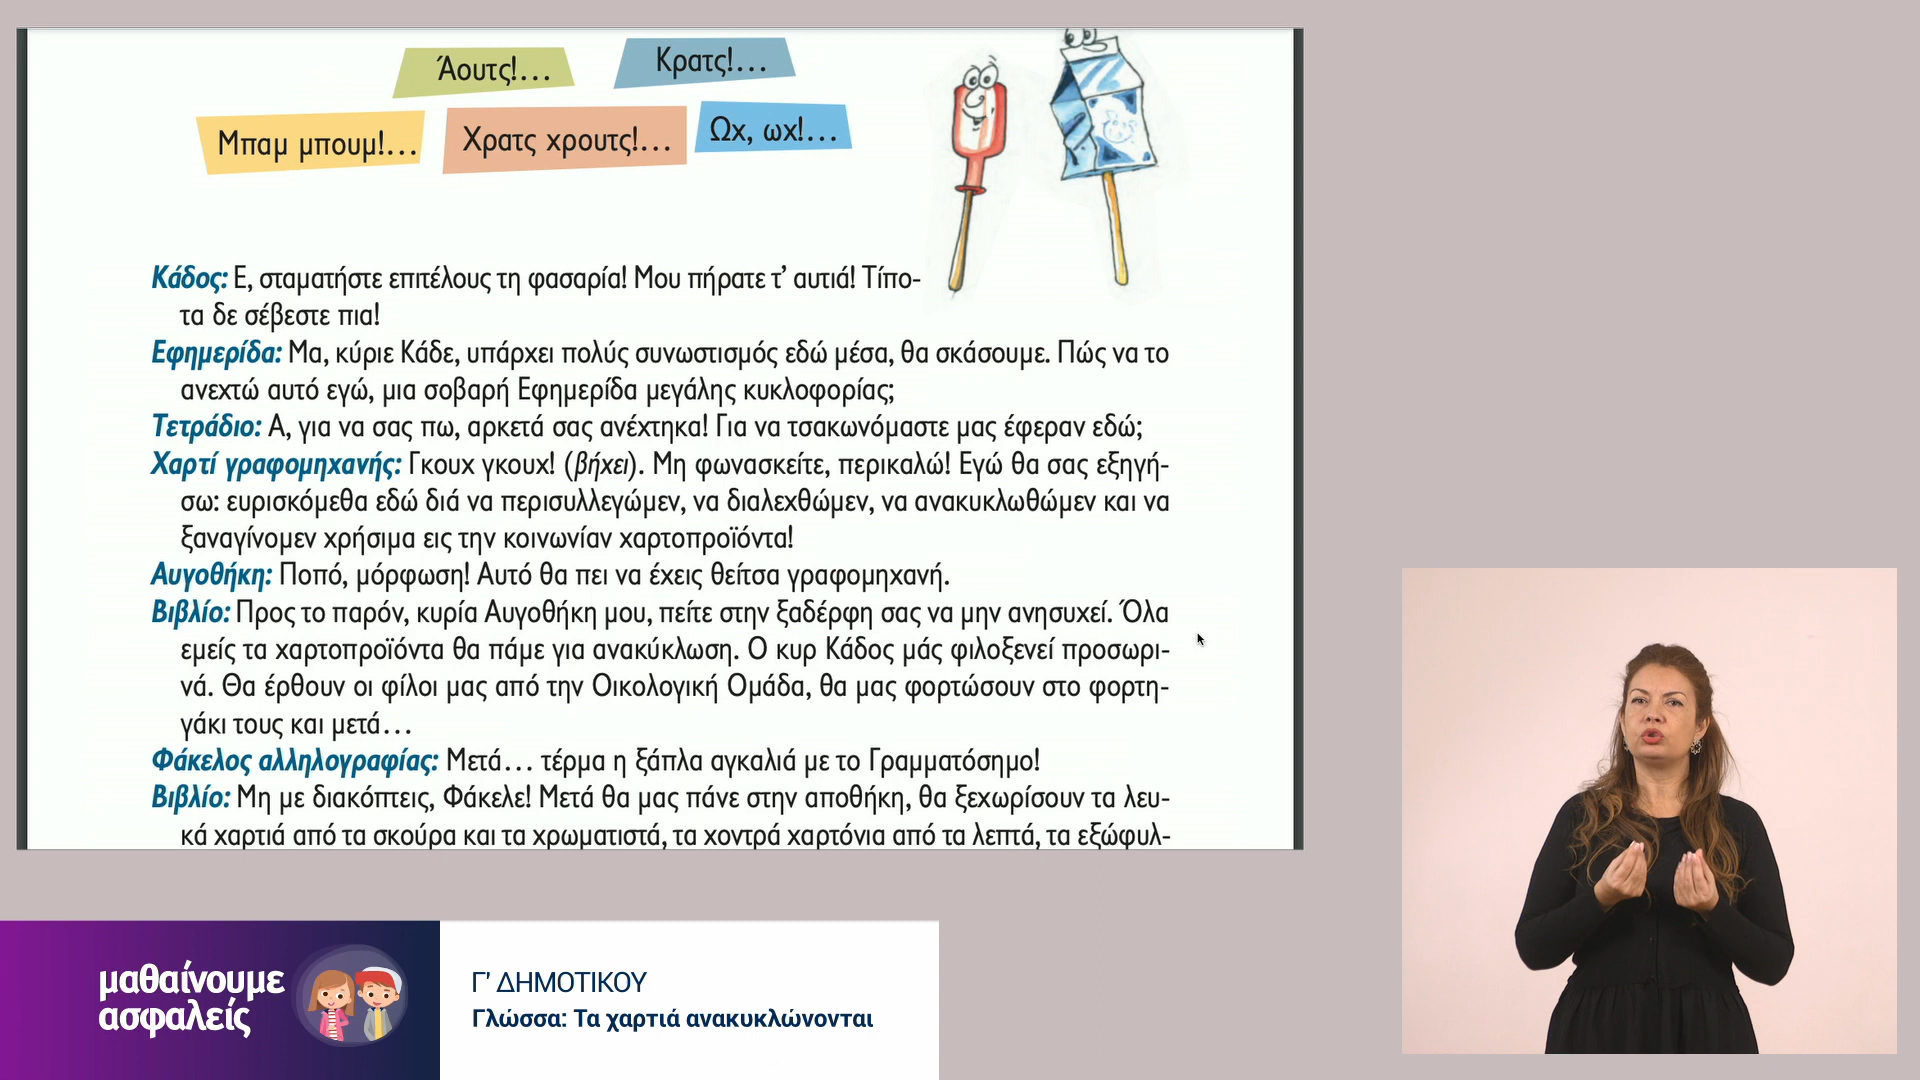 Άουτς!...
Κρατς!...
Μπαμ μπουμ!...
Χρατς χρουτς!...
Ωχ, ωχ!...
Κάδος: Ε, σταματήστε επιτέλους τη φασαρία! Μου πήρατε τ’ αυτιά! Τίπο-
τα δε σέβεστε πια!
Εφημερίδα: Μα, κύριε Κάδε, υπάρχει πολύς συνωστισμός εδώ μέσα, θα σκάσουμε. Πώς να το
ανεχτώ αυτό εγώ, μια σοβαρή Εφημερίδα μεγάλης κυκλοφορίας;
Τετράδιο: Α, για να σας πω, αρκετά σας ανέχτηκα! Για να τσακωνόμαστε μας έφεραν εδώ;
Χαρτί γραφομηχανής: Γκουχ γκουχ! (βήχει). Μη φωνασκείτε, περικαλώ! Εγώ θα σας εξηγή-
σω: ευρισκόμεθα εδώ διά να περισυλλεγώμεν, να διαλεχθώμεν, να ανακυκλωθώμεν και να
ξαναγίνομεν χρήσιμα εις την κοινωνίαν χαρτοπροϊόντα!
Αυγοθήκη: Ποπό, μόρφωση! Αυτό θα πει να έχεις θείτσα γραφομηχανή.
Βιβλίο: Προς το παρόν, κυρία Αυγοθήκη μου, πείτε στην ξαδέρφη σας να μην ανησυχεί. Όλα
εμείς τα χαρτοπροϊόντα θα πάμε για ανακύκλωση. Ο κυρ Κάδος μάς φιλοξενεί προσωρι-
νά. Θα έρθουν οι φίλοι μας από την Οικολογική Ομάδα, θα μας φορτώσουν στο φορτη-
γάκι τους και μετά...
Φάκελος αλληλογραφίας: Μετά... τέρμα η ξάπλα αγκαλιά με το Γραμματόσημο!
Βιβλίο: Μη με διακόπτεις, Φάκελε! Μετά θα μας πάνε στην αποθήκη, θα ξεχωρίσουν τα λευ-
κά χαρτιά από τα σκούρα και τα χρωματιστά, τα χοντρά χαρτόνια από τα λεπτά, τα εξώφυλ-
μαθαίνουμε
ασφαλείς
Γ’ ΔΗΜΟΤΙΚΟΥ
Γλώσσα: Τα χαρτιά ανακυκλώνονται